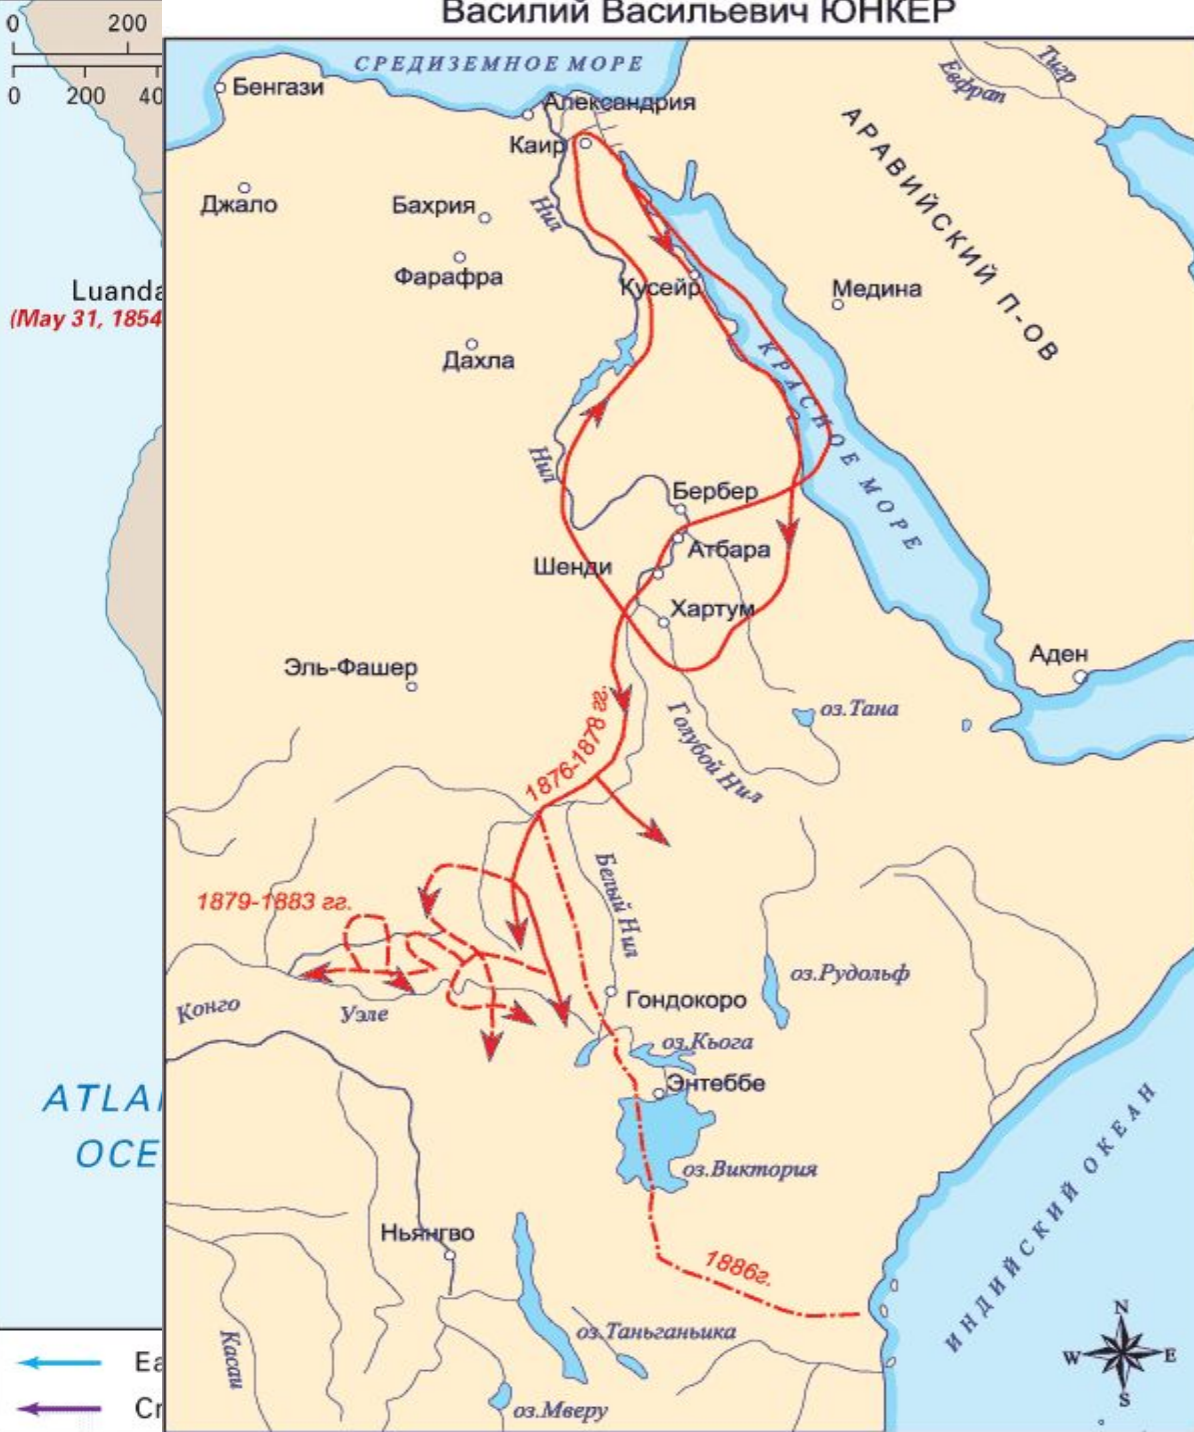 Василий Васильевич ЮНКЕР
0 200
0 200 40
СРЕДИЗЕМНОЕ МОРЕ
Тигр
Евфрат
Бенгази
Александрия
АРАВИЙСКИЙ П-ОВ
Каир
Джало
Бахрия
Нил
Фарафра
Кусейр
Медина
Luanda
(May 31, 1854
Дахла
КРАСНОЕ МОРЕ
Нил
Бербер
Атбара
Шенди
Хартум
Аден
Эль-Фашер
оз.Тана
Голубой Нил
1876-1878 гг.
Белый Нил
1879-1883 гг.
оз.Рудольф
Гондокоро
Конго
Уэле
оз.Кьога
Энтеббе
ATLA
OCE
оз.Виктория
ИНДИЙСКИЙ ОКЕАН
Ньянгво
1886г.
оз.Таньганьика
Касаи
оз.Мверу
N
W E
S
Ea
Cr